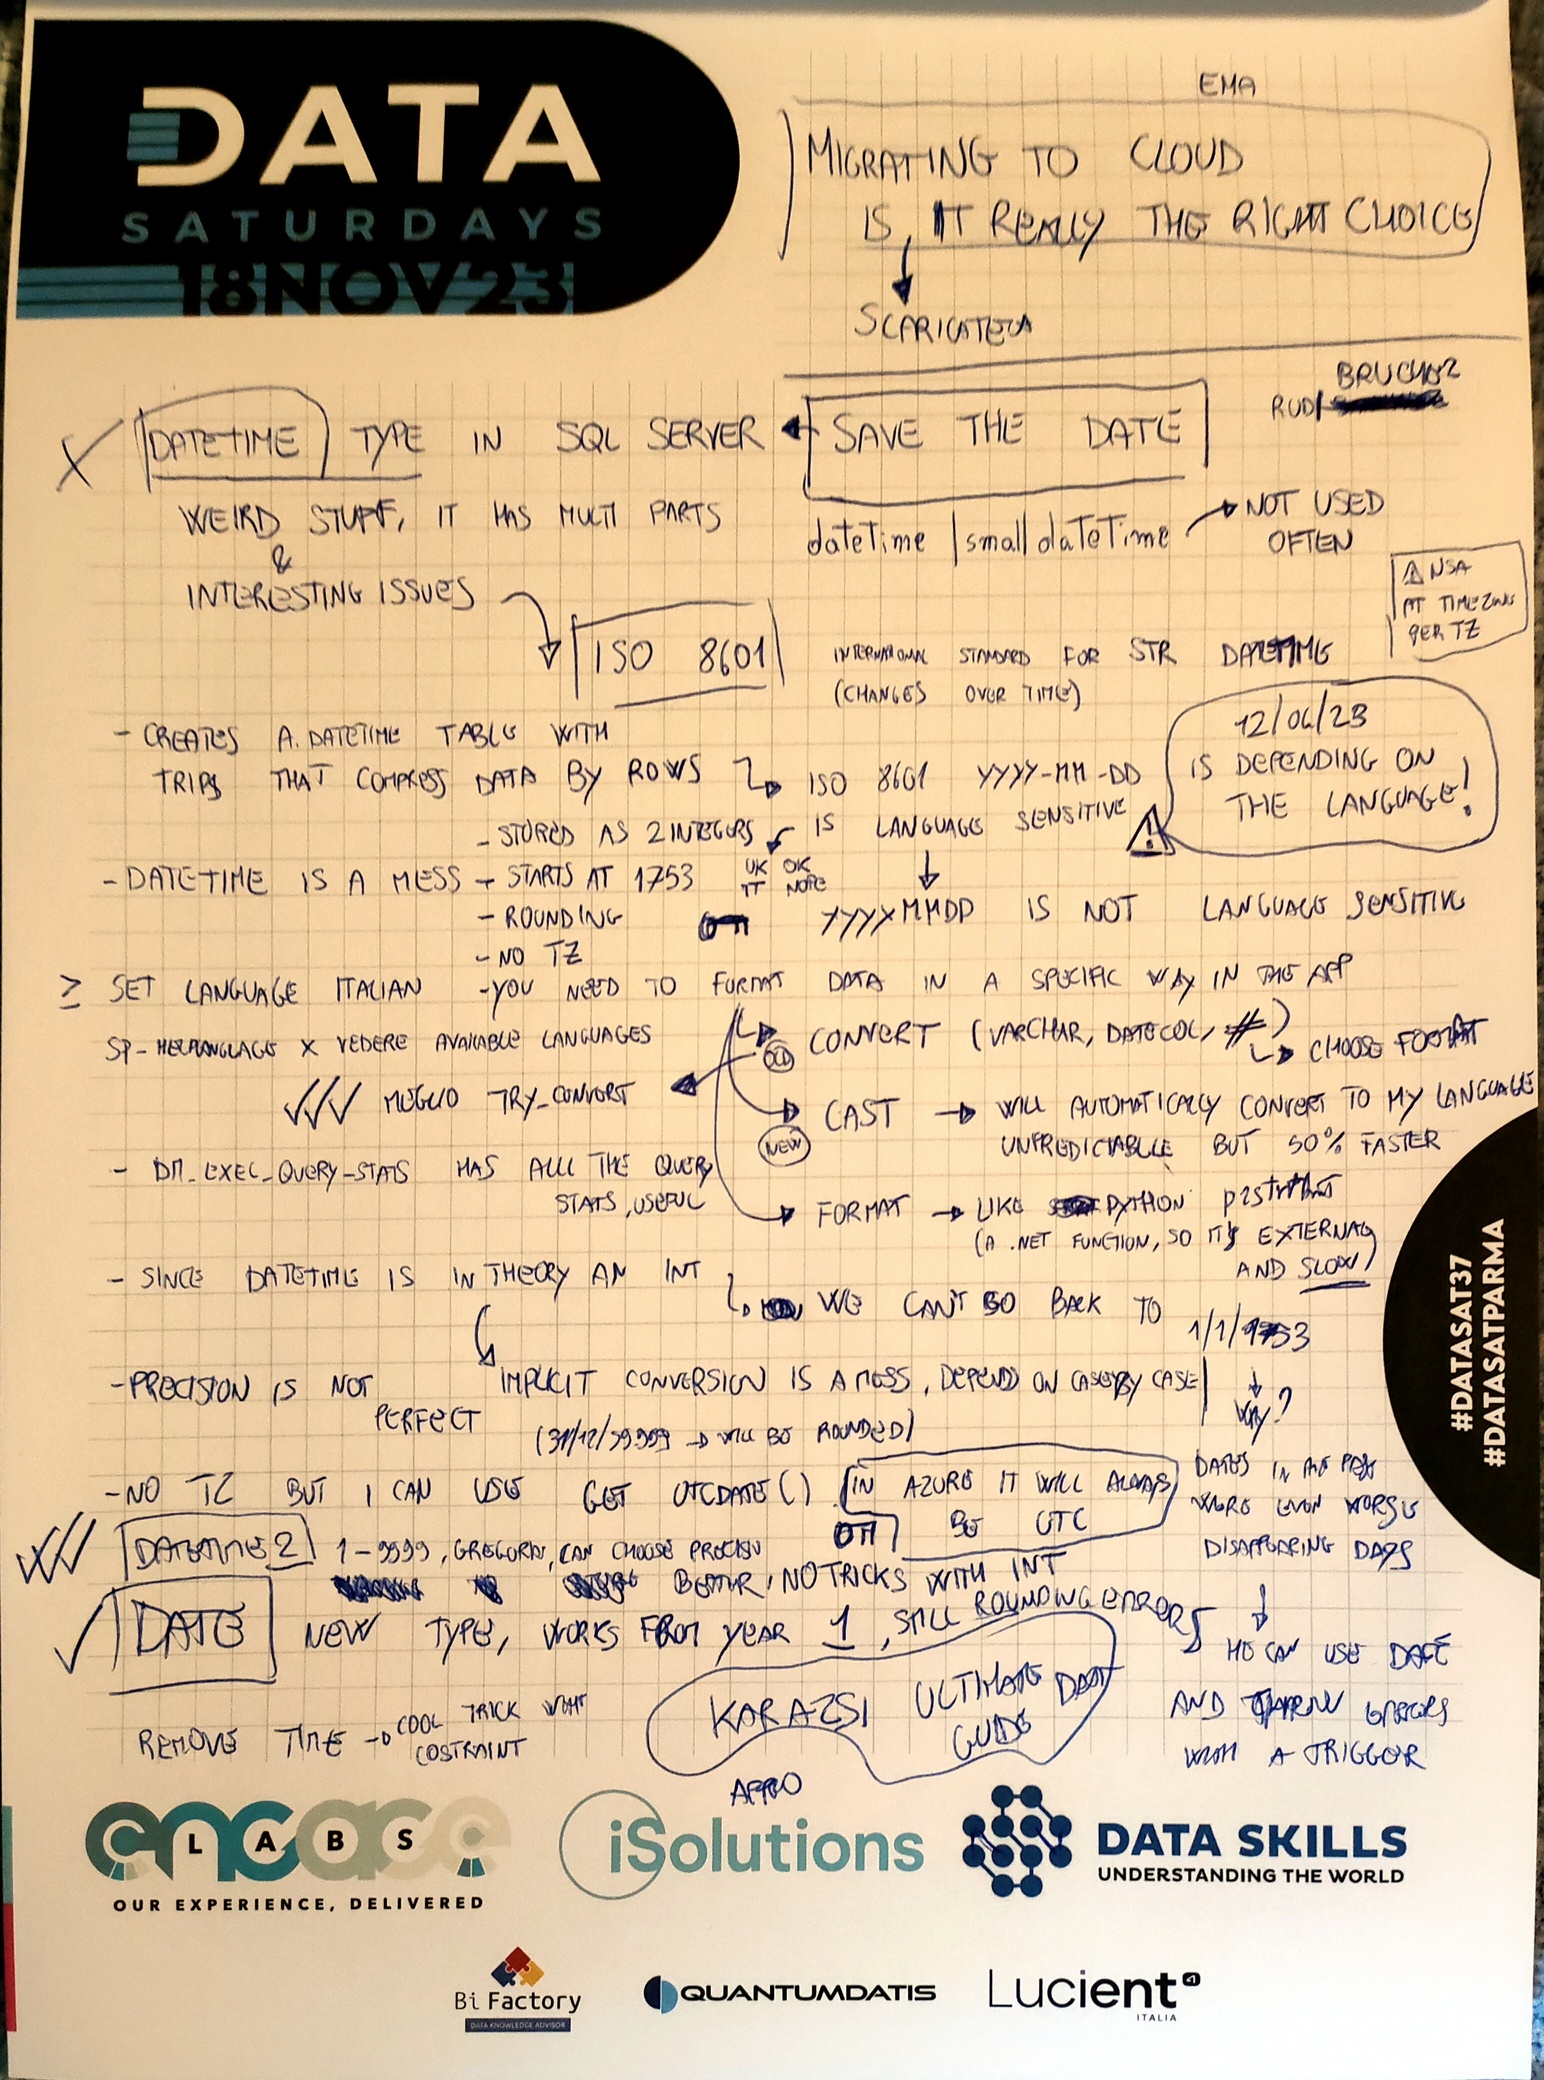 DATA
SATURDAYS
18NOV23
EMA
MIGRATING TO CLOUD
IS IT REALLY THE RIGHT CHOICE
SCARICATELA
SAVE THE DATE
RUDI
BRUCHEZ
DATETIME TYPE IN SQL SERVER
WEIRD STUFF, IT HAS MULTI PARTS
&
INTERESTING ISSUES
datetime | smalldatetime
NOT USED
OFTEN
AT TIMEZONE
PER TZ
ISO 8601
INTERNATIONAL STANDARD FOR STR DATETIME
(CHANGES OVER TIME)
12/06/23
IS DEPENDING ON
THE LANGUAGE!
- CREATES A DATETIME TABLE WITH
TRIPS THAT COMPRESS DATA BY ROWS
ISO 8601 YYYY-MM-DD
IS LANGUAGE SENSITIVE
UK OK
IT NOPE
YYYYMMDD IS NOT LANGUAGE SENSITIVE
- DATETIME IS A MESS
- STORED AS 2 INTEGERS
- STARTS AT 1753
- ROUNDING
- NO TZ
- YOU NEED TO FORMAT DATA IN A SPECIFIC WAY IN THE APP
SET LANGUAGE ITALIAN
SP_HELPLANGUAGE X VEDERE AVAILABLE LANGUAGES
CONVERT (VARCHAR, DATECOL, #)
CHOOSE FORMAT
OLD
MEGLIO TRY_CONVERT
CAST → WILL AUTOMATICALLY CONVERT TO MY LANGUAGE
NEW
UNPREDICTABLE BUT 50% FASTER
- DM_EXEC_QUERY_STATS HAS ALL THE QUERY
STATS, USEFUL
FORMAT → LIKE PYTHON
(A .NET FUNCTION, SO IT'S EXTERNAL
AND SLOW)
- SINCE DATETIME IS IN THEORY AN INT
WE CAN'T GO BACK TO
1/1/1753
IMPLICIT CONVERSION IS A MESS, DEPEND ON CASE BY CASE
- PRECISION IS NOT
PERFECT
(31/12/99.999 → WILL BE ROUNDED)
WHY?
DATES IN THE PAST
WERE EVEN WORSE
DISAPPEARING DAYS
- NO TZ BUT I CAN USE GET UTCDATE()
IN AZURE IT WILL ALWAYS
BE UTC
DATETIME2 1-9999, GREGORN, CAN CHOOSE PRECISN
BETTER, NO TRICKS WITH INT
DATE NEW TYPE, WORKS FROM YEAR 1, STILL ROUNDING ERRORS
WE CAN USE DATE
AND ERRORS
WITH A TRIGGER
REMOVE TIME → COOL TRICK WITH
COSTRAINT
KARAZSI ULTIMATE DATE
GUIDE
#DATASAT37
#DATASATPARMA
encase
LABS
OUR EXPERIENCE, DELIVERED
iSolutions
DATA SKILLS
UNDERSTANDING THE WORLD
Bi Factory
DATA KNOWLEDGE ADVISOR
QUANTUMDATIS
Lucient
ITALIA